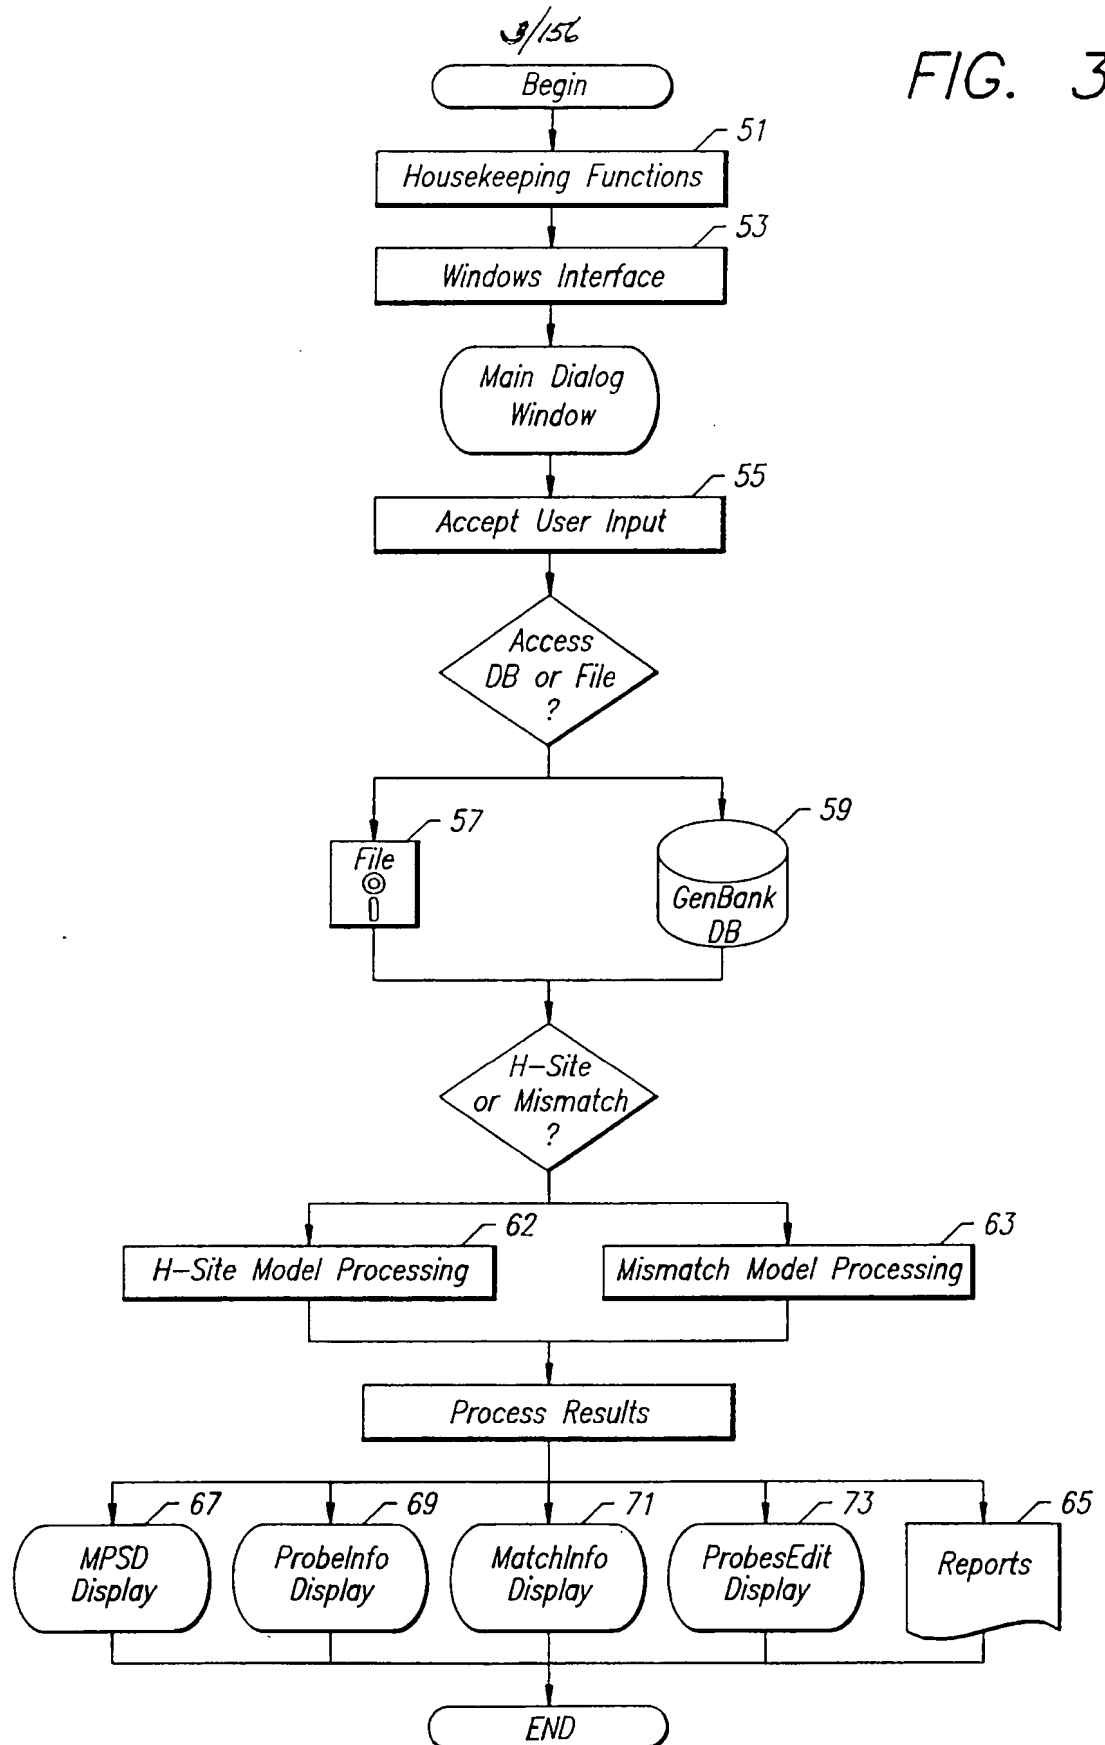 3/156
FIG. 3
Begin
51
Housekeeping Functions
53
Windows Interface
Main Dialog
Window
55
Accept User Input
Access
DB or File
?
57
File
59
GenBank
DB
H-Site
or Mismatch
?
62
H-Site Model Processing
63
Mismatch Model Processing
Process Results
67
MPSD
Display
69
ProbeInfo
Display
71
MatchInfo
Display
73
ProbesEdit
Display
65
Reports
END